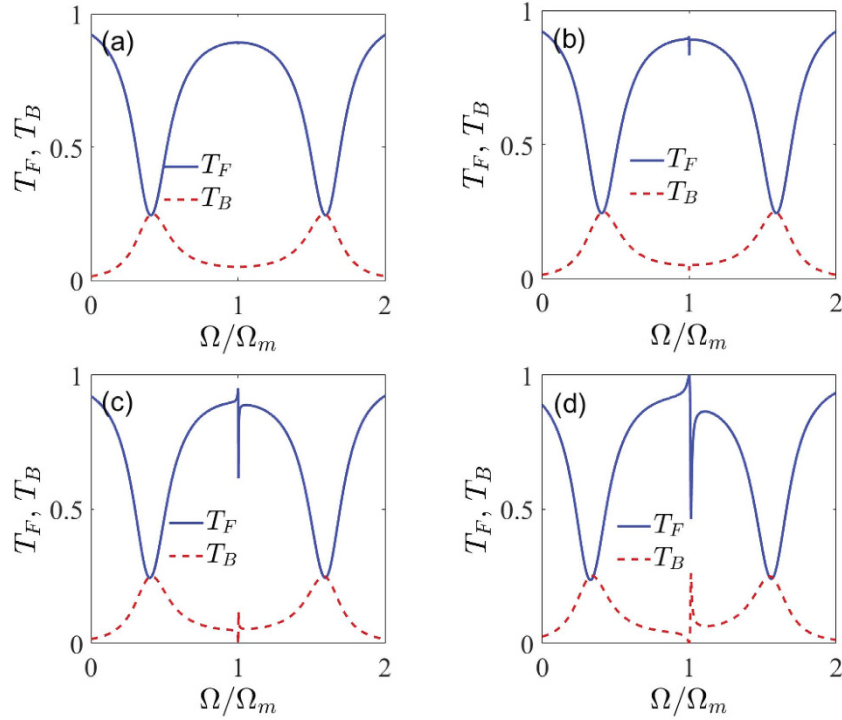 (a)
1
0.5
0
T_F, T_B
T_F
T_B
0 1 2
Ω/Ω_m
(b)
1
0.5
0
T_F, T_B
T_F
T_B
0 1 2
Ω/Ω_m
(c)
1
0.5
0
T_F, T_B
T_F
T_B
0 1 2
Ω/Ω_m
(d)
1
0.5
0
T_F, T_B
T_F
T_B
0 1 2
Ω/Ω_m